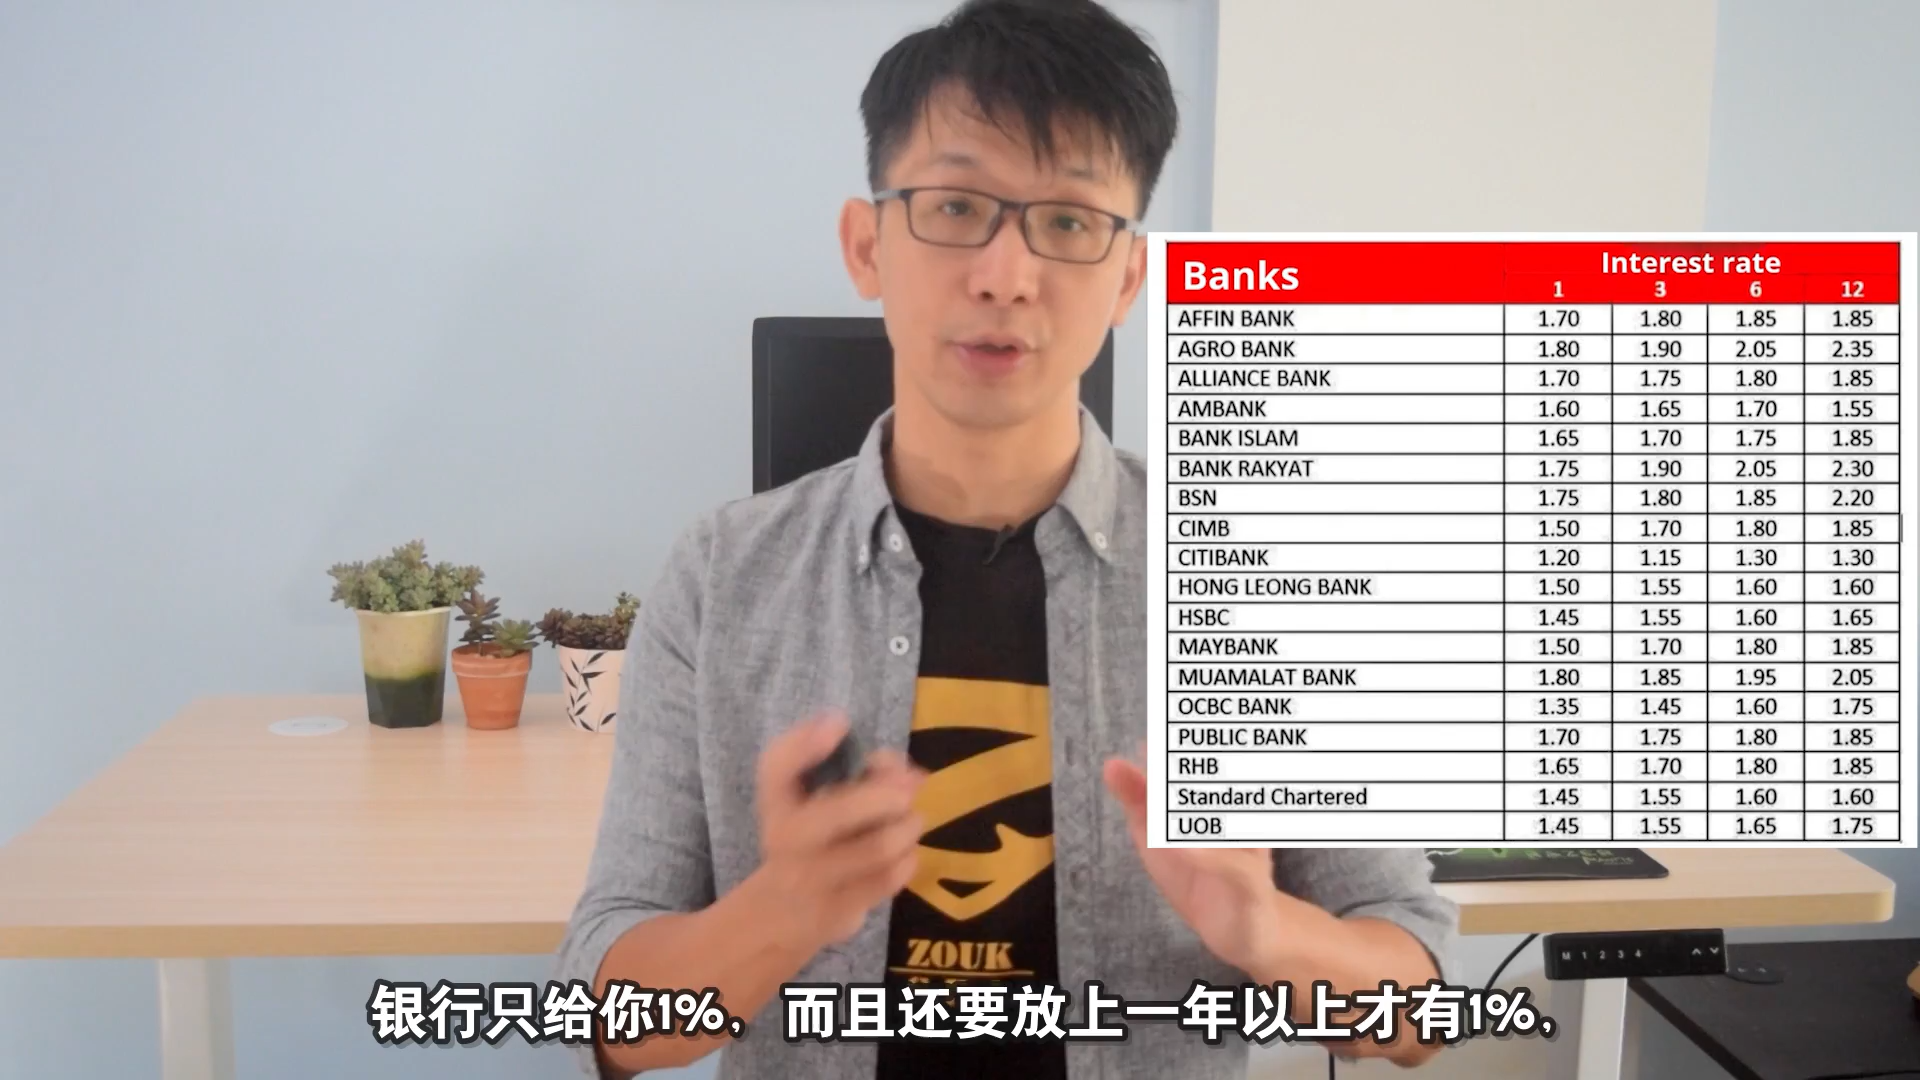 Banks Interest rate
1 3 6 12
AFFIN BANK 1.70 1.80 1.85 1.85
AGRO BANK 1.80 1.90 2.05 2.35
ALLIANCE BANK 1.70 1.75 1.80 1.85
AMBANK 1.60 1.65 1.70 1.55
BANK ISLAM 1.65 1.70 1.75 1.85
BANK RAKYAT 1.75 1.90 2.05 2.30
BSN 1.75 1.80 1.85 2.20
CIMB 1.50 1.70 1.80 1.85
CITIBANK 1.20 1.15 1.30 1.30
HONG LEONG BANK 1.50 1.55 1.60 1.60
HSBC 1.45 1.55 1.60 1.65
MAYBANK 1.50 1.70 1.80 1.85
MUAMALAT BANK 1.80 1.85 1.95 2.05
OCBC BANK 1.35 1.45 1.60 1.75
PUBLIC BANK 1.70 1.75 1.80 1.85
RHB 1.65 1.70 1.80 1.85
Standard Chartered 1.45 1.55 1.60 1.60
UOB 1.45 1.55 1.65 1.75
RAZER
ZOUK
M 1 2 3 4
银行只给你1%，而且还要放上一年以上才有1%，